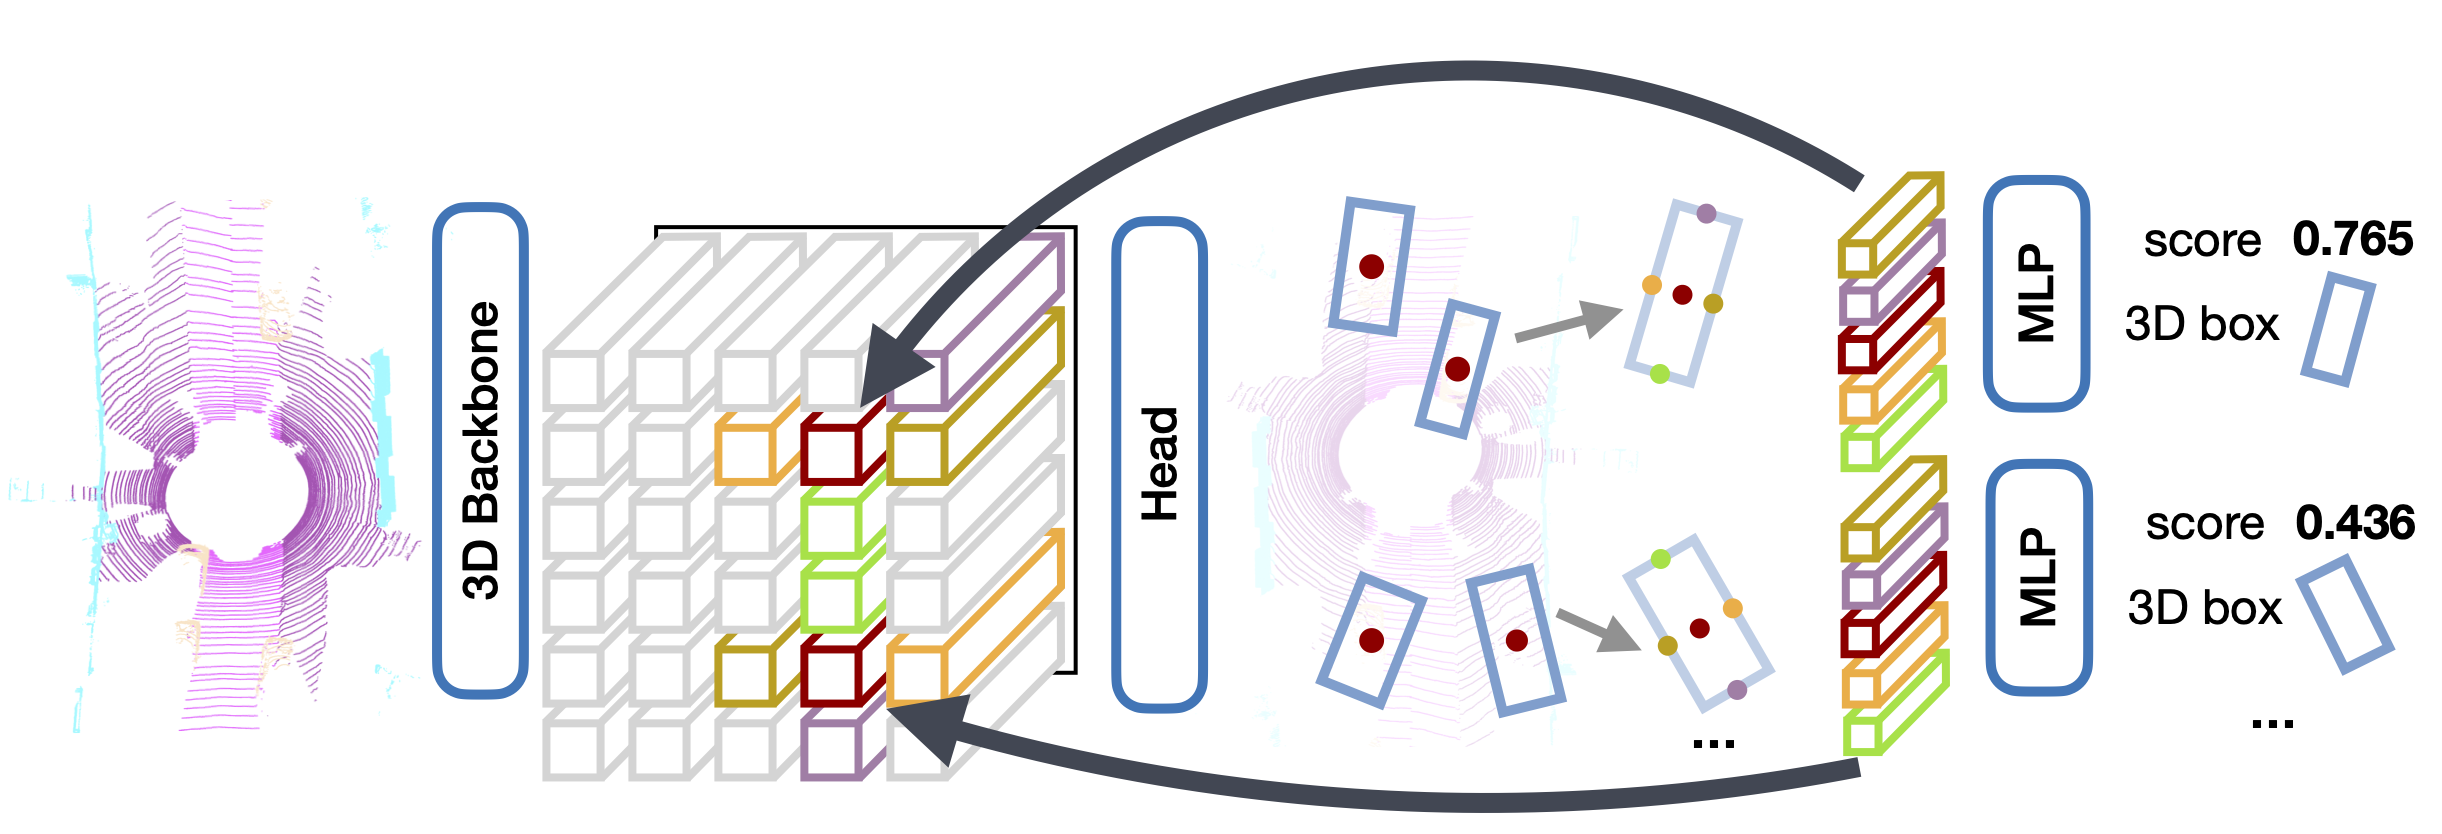 3D Backbone
Head
...
MLP
score 0.765
3D box
MLP
score 0.436
3D box
...